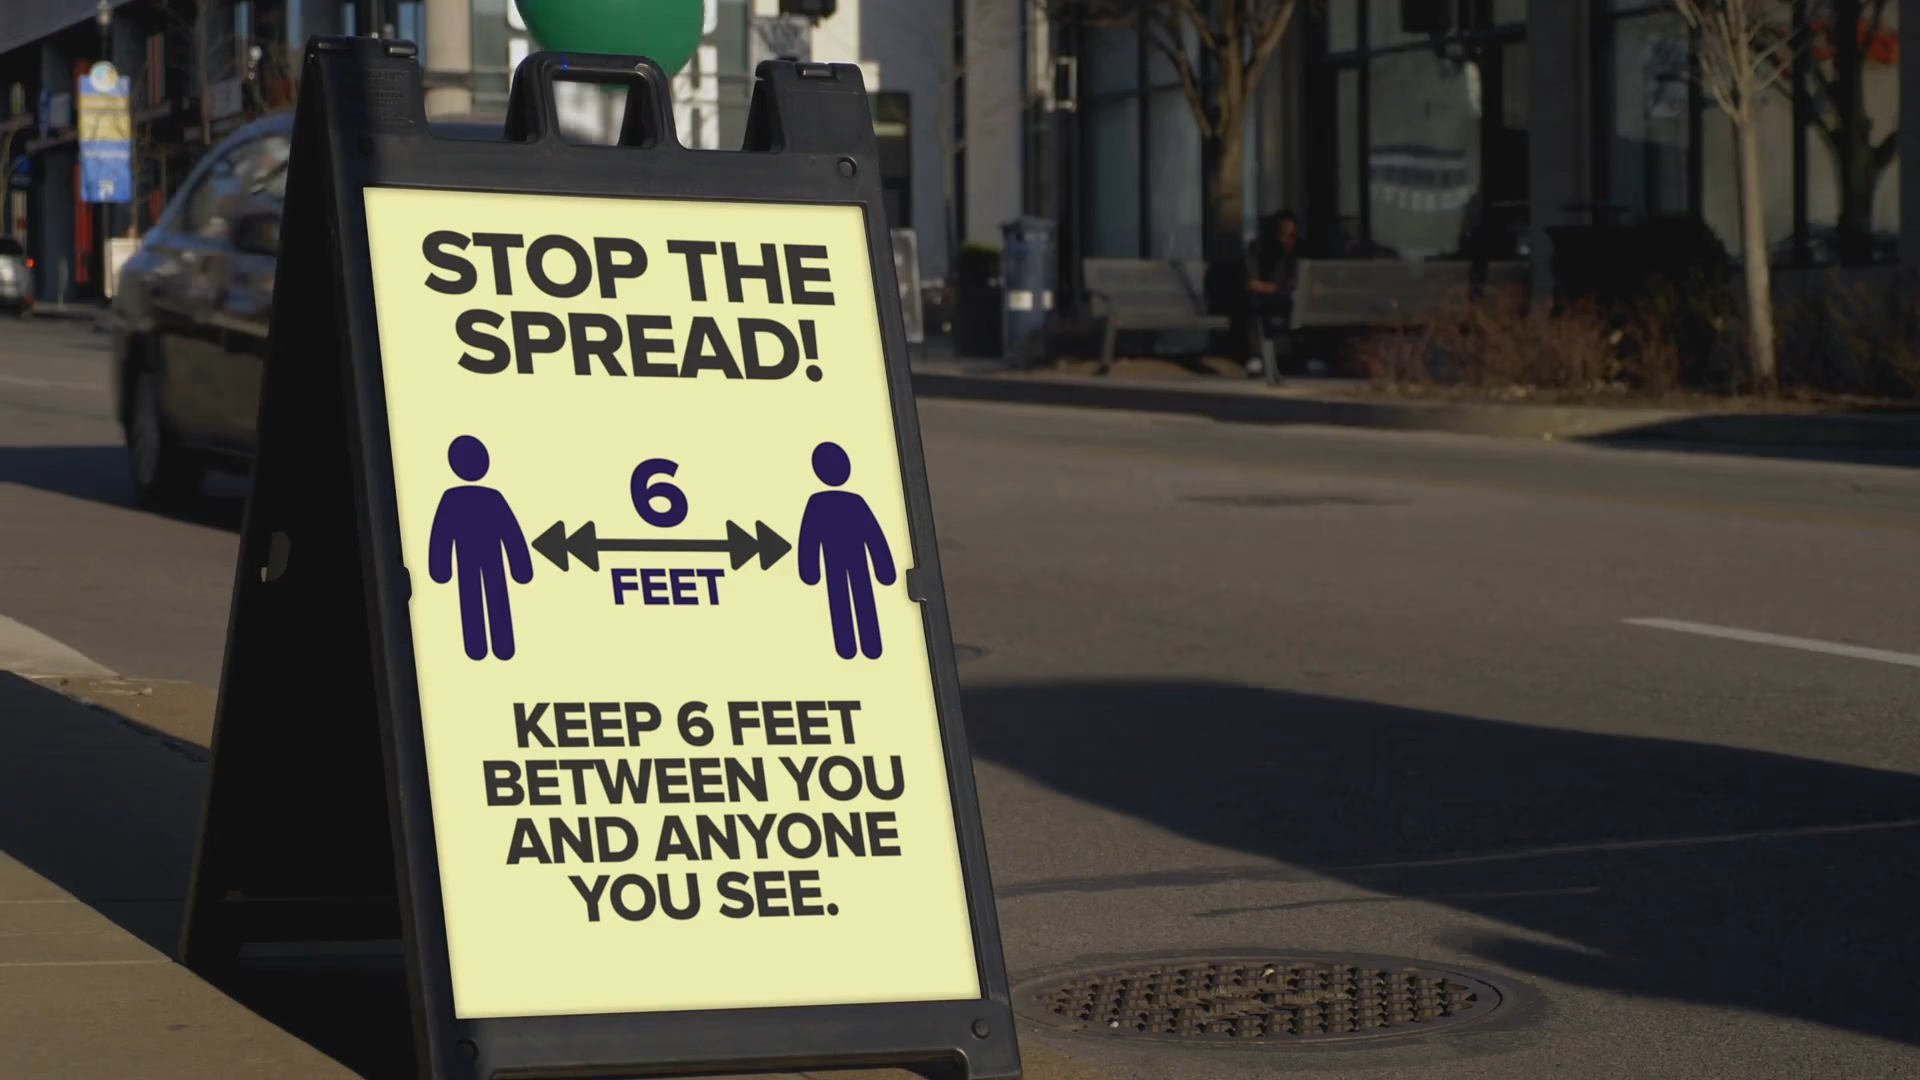 STOP THE
SPREAD!
6
FEET
KEEP 6 FEET
BETWEEN YOU
AND ANYONE
YOU SEE.